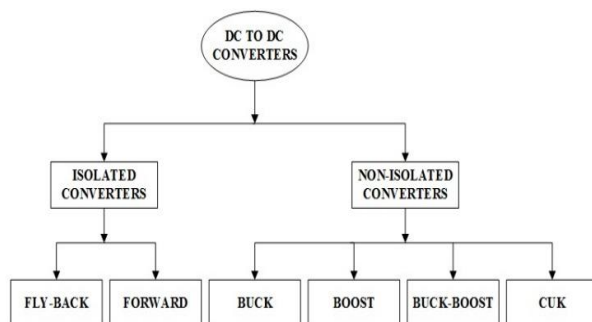 DC TO DC
CONVERTERS
ISOLATED
CONVERTERS
NON-ISOLATED
CONVERTERS
FLY-BACK
FORWARD
BUCK
BOOST
BUCK-BOOST
CUK